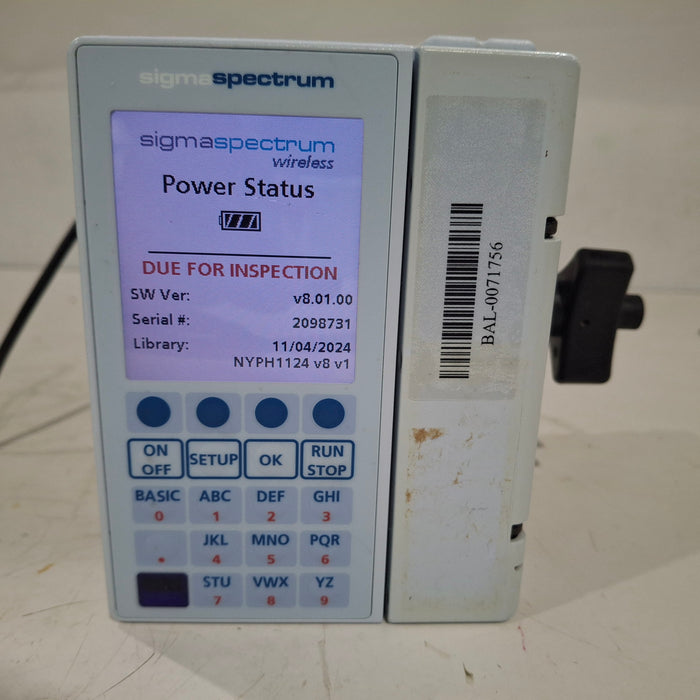 sigmaspectrum
sigmaspectrum
wireless
Power Status
DUE FOR INSPECTION
SW Ver: v8.01.00
Serial #: 2098731
Library: 11/04/2024
NYPH1124 v8 v1
ON OFF SETUP OK RUN STOP
BASIC ABC DEF GHI
0 1 2 3
JKL MNO PQR
. 4 5 6
STU VWX YZ
7 8 9
BAL-0071756